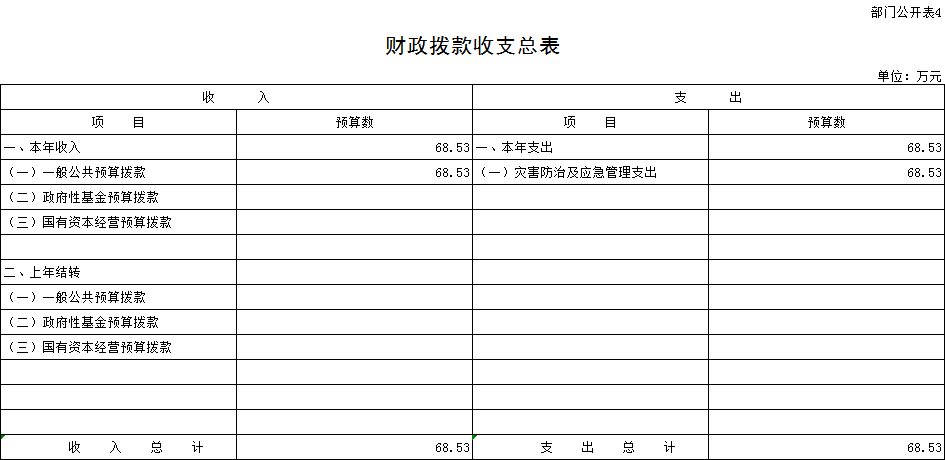 部门公开表4
财政拨款收支总表
单位：万元
收 入 支 出
项 目 预算数 项 目 预算数
一、本年收入 68.53 一、本年支出 68.53
（一）一般公共预算拨款 68.53 （一）灾害防治及应急管理支出 68.53
（二）政府性基金预算拨款
（三）国有资本经营预算拨款
二、上年结转
（一）一般公共预算拨款
（二）政府性基金预算拨款
（三）国有资本经营预算拨款
收 入 总 计 68.53 支 出 总 计 68.53